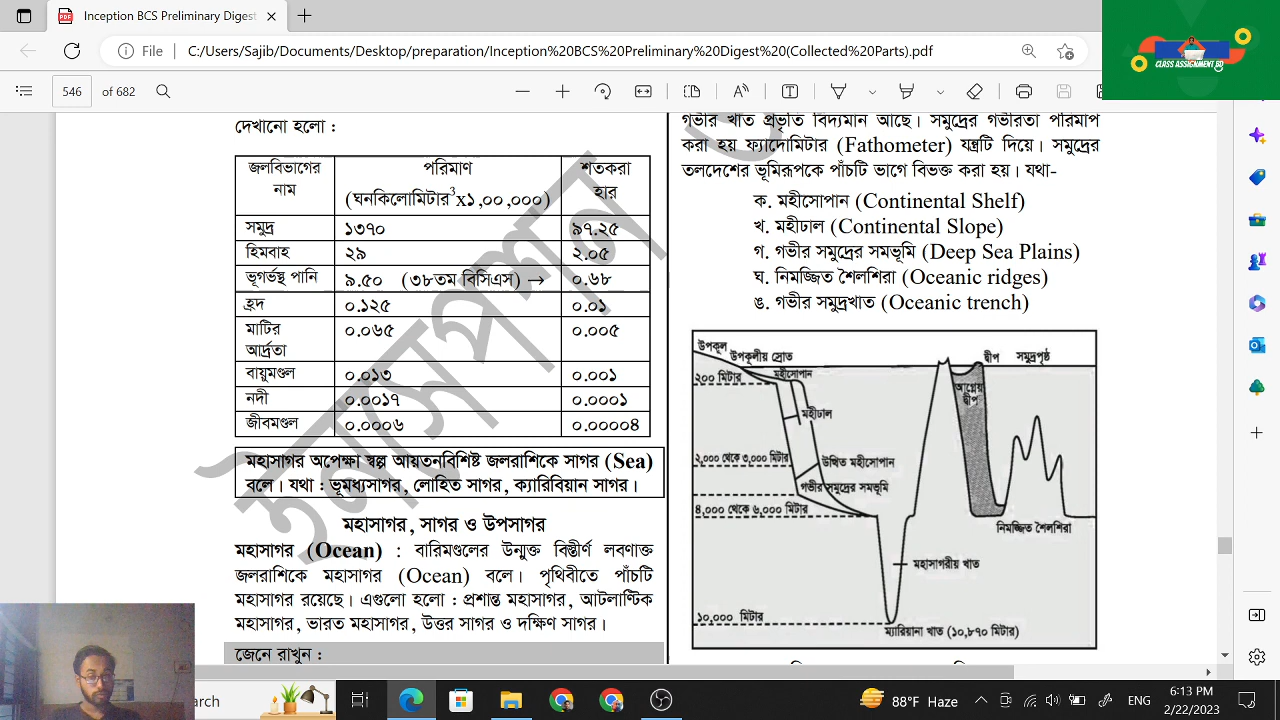 Inception BCS Preliminary Digest
File C:/Users/Sajib/Documents/Desktop/preparation/Inception%20BCS%20Preliminary%20Digest%20(Collected%20Parts).pdf
CLASS ASSIGNMENT BD
546 of 682
দেখানো হলো :
জলবিভাগের নাম
পরিমাণ (ঘনকিলোমিটার³x১,০০,০০০)
শতকরা হার
সমুদ্র ১৩৭০ ৯৭.২৫
হিমবাহ ২৯ ২.০৫
ভূগর্ভস্থ পানি ৯.৫০ (৩৮তম বিসিএস) → ০.৬৮
হ্রদ ০.১২৫ ০.০১
মাটির আর্দ্রতা ০.০৬৫ ০.০০৫
বায়ুমণ্ডল ০.০১৩ ০.০০১
নদী ০.০০১৭ ০.০০০১
জীবমণ্ডল ০.০০০৬ ০.০০০০৪
মহাসাগর অপেক্ষা স্বল্প আয়তনবিশিষ্ট জলরাশিকে সাগর (Sea)
বলে। যথা : ভূমধ্যসাগর, লোহিত সাগর, ক্যারিবিয়ান সাগর।
মহাসাগর, সাগর ও উপসাগর
মহাসাগর (Ocean) : বারিমণ্ডলের উন্মুক্ত বিস্তীর্ণ লবণাক্ত
জলরাশিকে মহাসাগর (Ocean) বলে। পৃথিবীতে পাঁচটি
মহাসাগর রয়েছে। এগুলো হলো : প্রশান্ত মহাসাগর, আটলান্টিক
মহাসাগর, ভারত মহাসাগর, উত্তর সাগর ও দক্ষিণ সাগর।
জেনে রাখুন :
গভীর খাত প্রভৃতি বিদ্যমান আছে। সমুদ্রের গভীরতা পরিমাপ
করা হয় ফ্যাদোমিটার (Fathometer) যন্ত্রটি দিয়ে। সমুদ্রের
তলদেশের ভূমিরূপকে পাঁচটি ভাগে বিভক্ত করা হয়। যথা-
ক. মহীসোপান (Continental Shelf)
খ. মহীঢাল (Continental Slope)
গ. গভীর সমুদ্রের সমভূমি (Deep Sea Plains)
ঘ. নিমজ্জিত শৈলশিরা (Oceanic ridges)
ঙ. গভীর সমুদ্রখাত (Oceanic trench)
উপকূল
উপকূলীয় স্রোত
দ্বীপ
সমুদ্রপৃষ্ঠ
২০০ মিটার
মহীসোপান
আগ্নেয় দ্বীপ
মহীঢাল
২,০০০ থেকে ৩,০০০ মিটার
উত্থিত মহীসোপান
গভীর সমুদ্রের সমভূমি
৪,০০০ থেকে ৬,০০০ মিটার
নিমজ্জিত শৈলশিরা
মহাসাগরীয় খাত
১০,০০০ মিটার
ম্যারিয়ানা খাত (১০,৮৭০ মিটার)
arch
88°F Haze
ENG
6:13 PM
2/22/2023